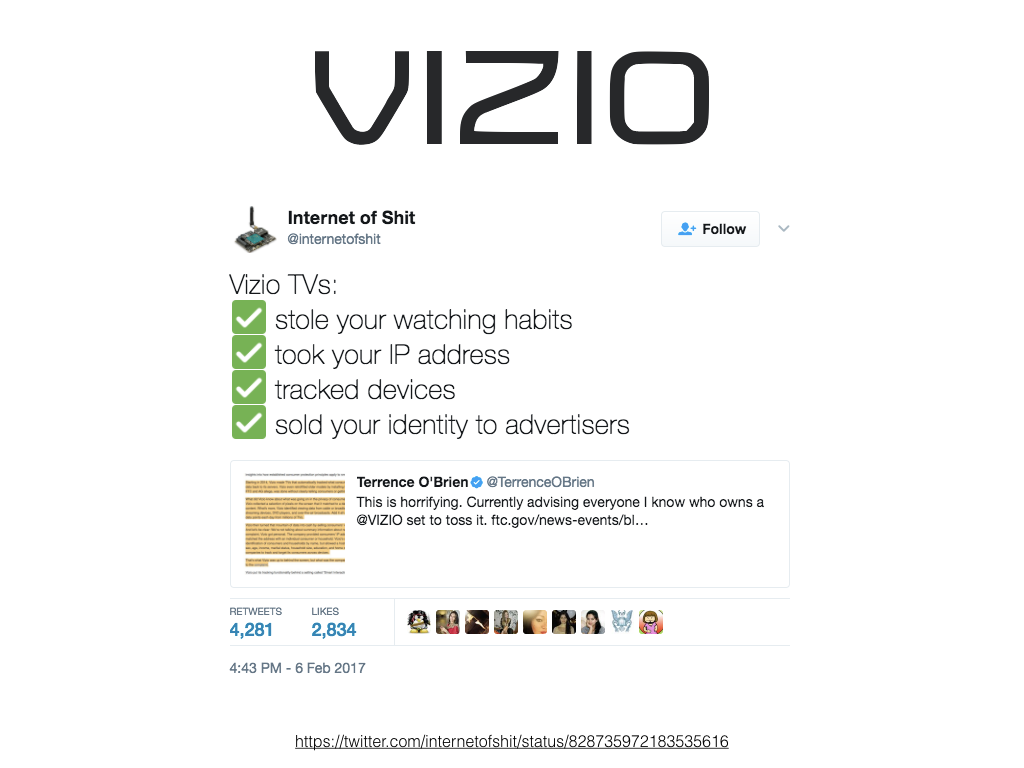 VIZIO
Internet of Shit
@internetofshit
Follow
Vizio TVs:
✅ stole your watching habits
✅ took your IP address
✅ tracked devices
✅ sold your identity to advertisers
Terrence O'Brien @TerrenceOBrien
This is horrifying. Currently advising everyone I know who owns a
@VIZIO set to toss it. ftc.gov/news-events/bl…
RETWEETS LIKES
4,281 2,834
4:43 PM - 6 Feb 2017
https://twitter.com/internetofshit/status/828735972183535616